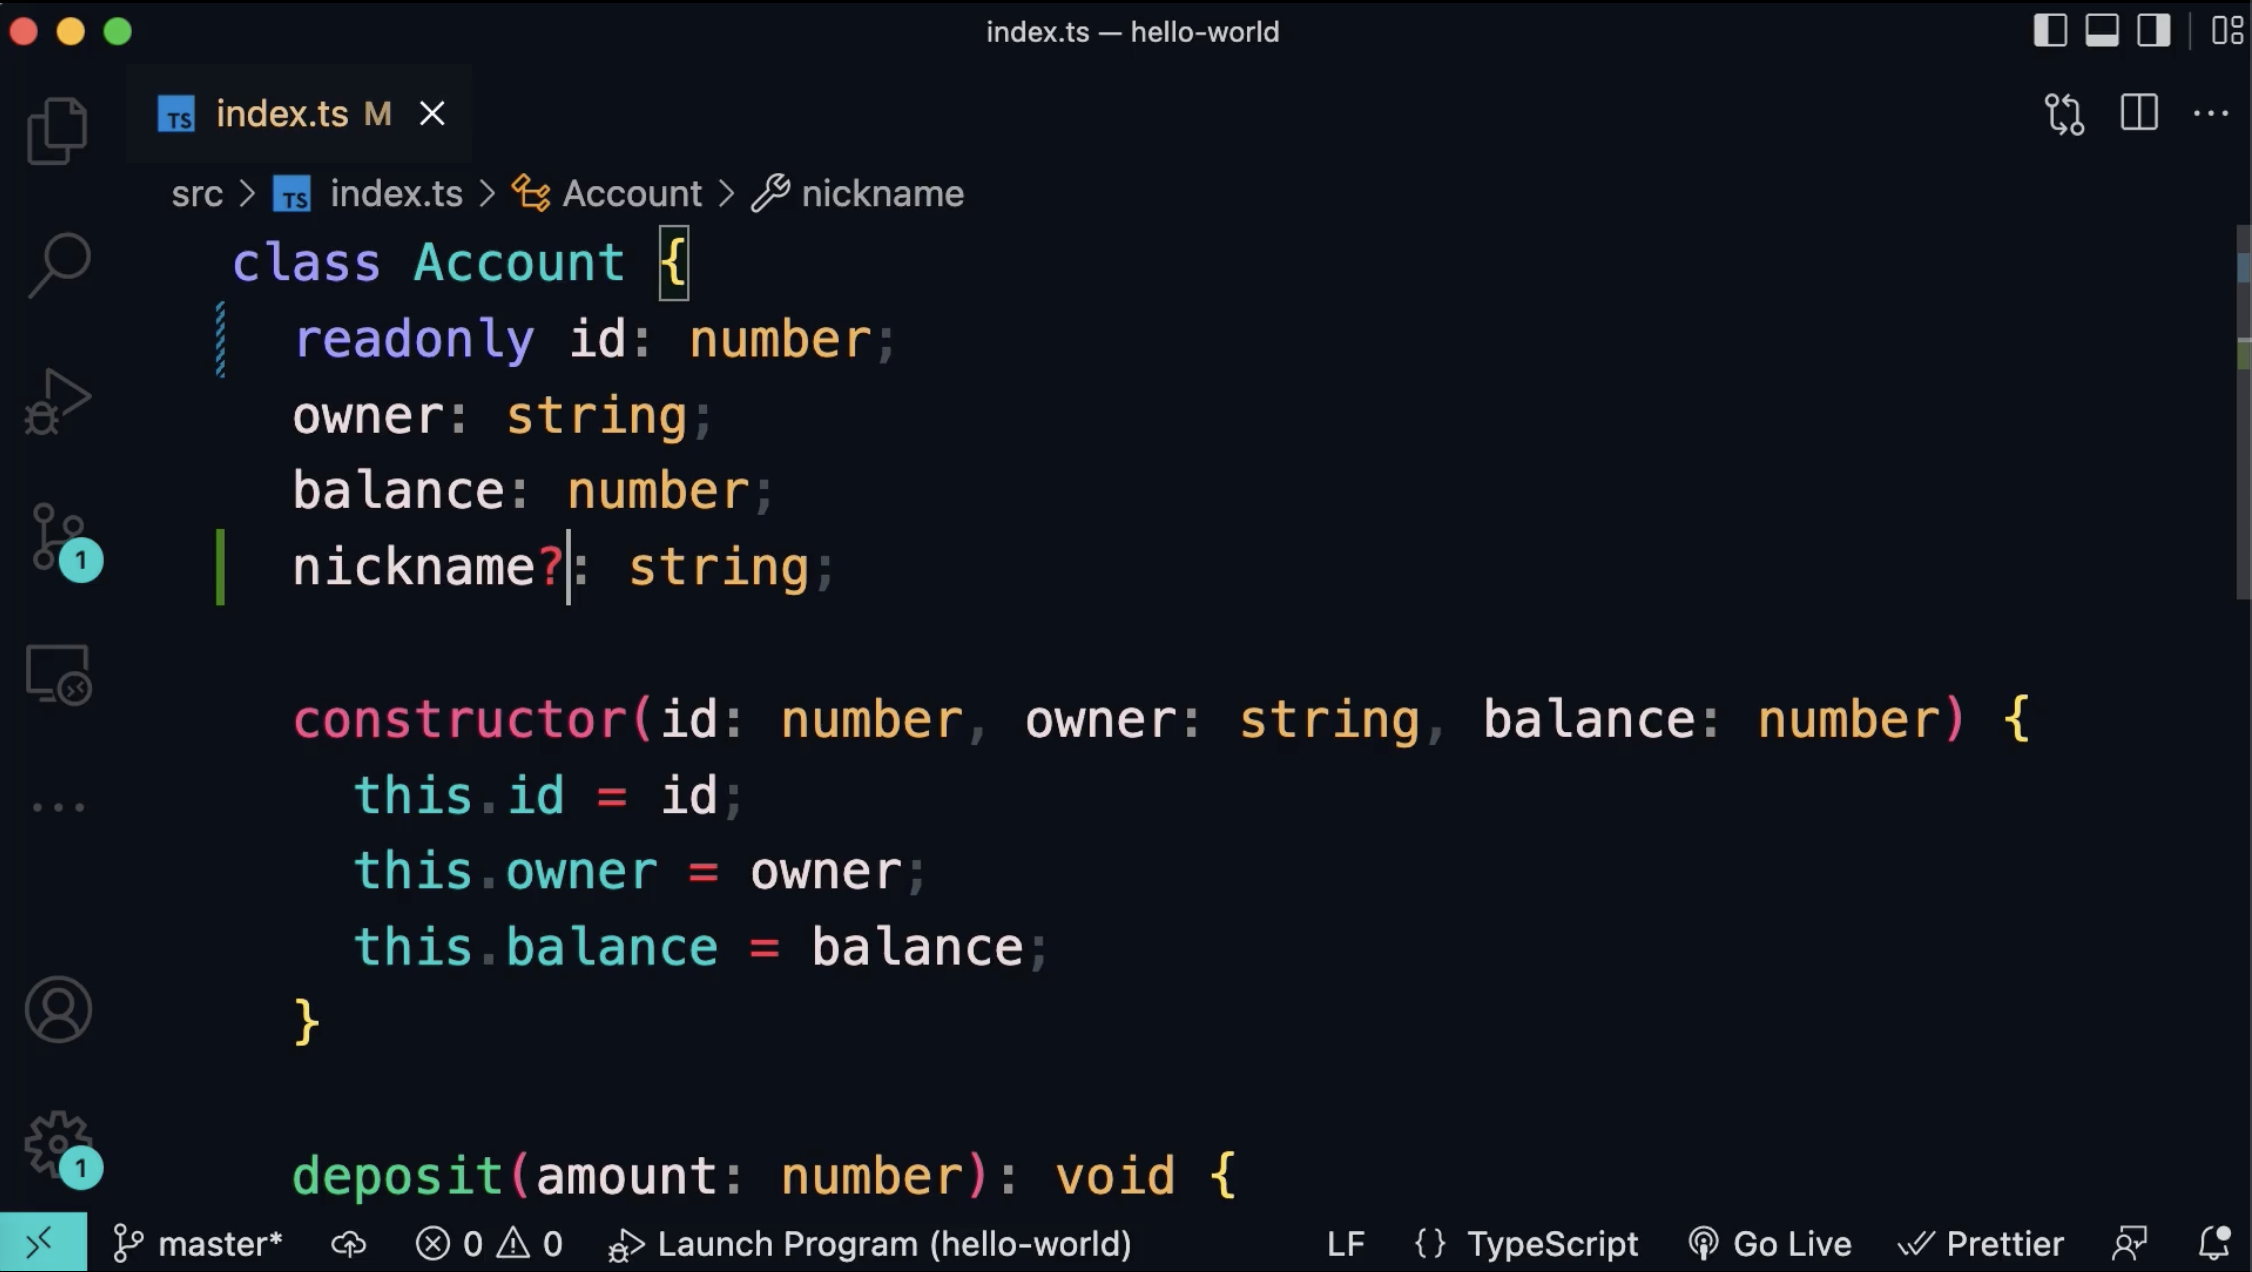 index.ts — hello-world
TS index.ts M
src > TS index.ts > Account > nickname
class Account {
readonly id: number;
owner: string;
balance: number;
nickname?: string;
constructor(id: number, owner: string, balance: number) {
this.id = id;
this.owner = owner;
this.balance = balance;
}
deposit(amount: number): void {
1
1
master* 0 0 Launch Program (hello-world) LF {} TypeScript Go Live Prettier